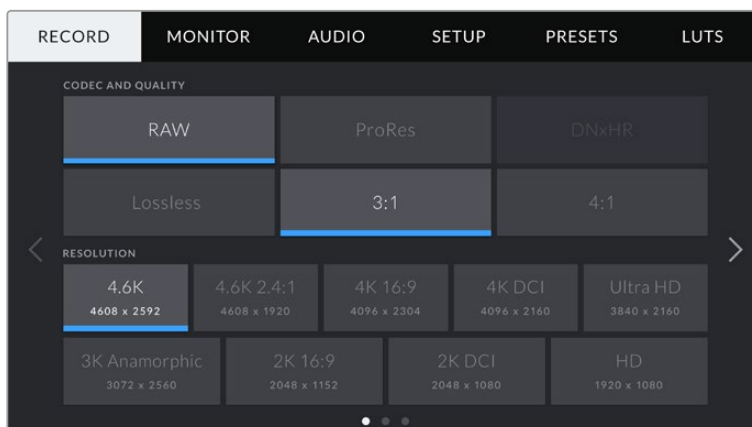 RECORD MONITOR AUDIO SETUP PRESETS LUTS
CODEC AND QUALITY
RAW ProRes DNxHR
Lossless 3:1 4:1
RESOLUTION
4.6K 4.6K 2.4:1 4K 16:9 4K DCI Ultra HD
4608 x 2592 4608 x 1920 4096 x 2304 4096 x 2160 3840 x 2160
3K Anamorphic 2K 16:9 2K DCI HD
3072 x 2560 2048 x 1152 2048 x 1080 1920 x 1080